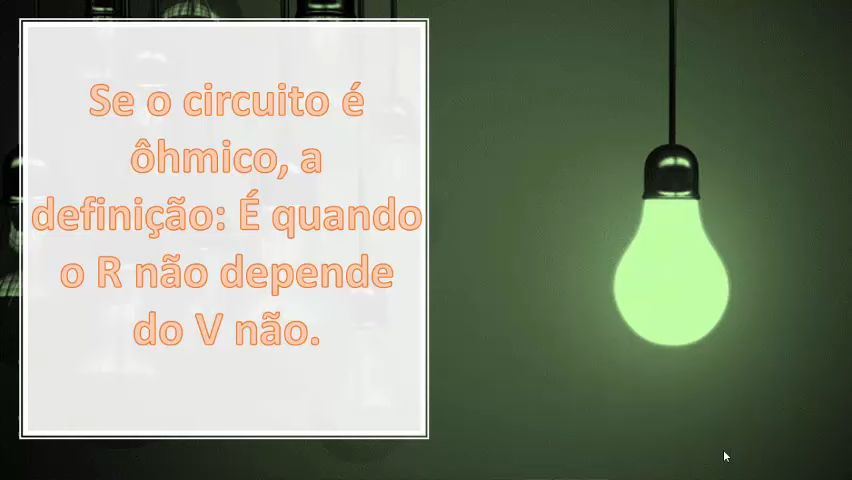 Se o circuito é
ôhmico, a
definição: É quando
o R não depende
do V não.